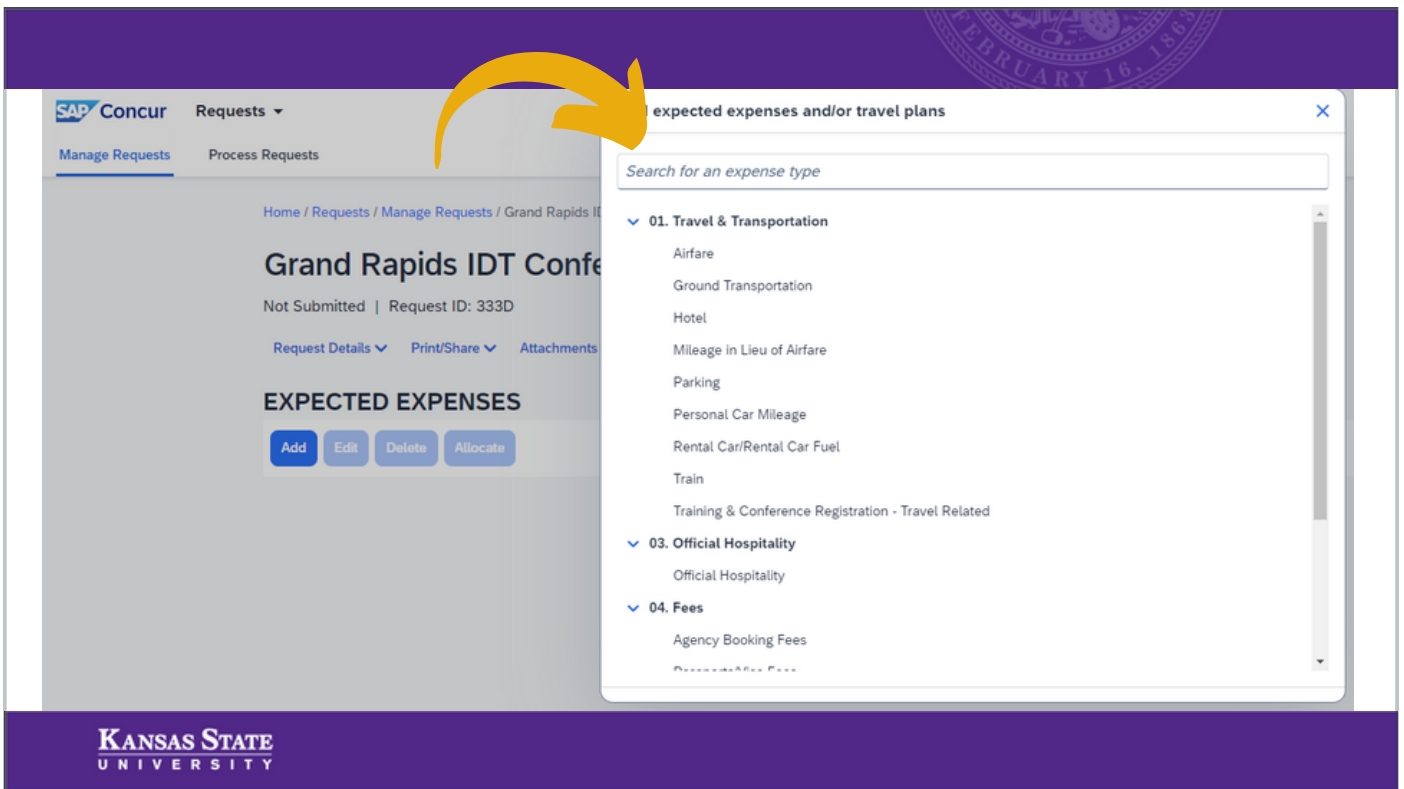 FEBRUARY 16, 1863
SAP Concur Requests
Manage Requests Process Requests
Home / Requests / Manage Requests / Grand Rapids
Grand Rapids IDT
Not Submitted | Request ID: 333D
Request Details Print/Share Attachments
EXPECTED EXPENSES
Add Edit Delete Allocate
expected expenses and/or travel plans
Search for an expense type
01. Travel & Transportation
Airfare
Ground Transportation
Hotel
Mileage in Lieu of Airfare
Parking
Personal Car Mileage
Rental Car/Rental Car Fuel
Train
Training & Conference Registration - Travel Related
03. Official Hospitality
Official Hospitality
04. Fees
Agency Booking Fees
KANSAS STATE
UNIVERSITY